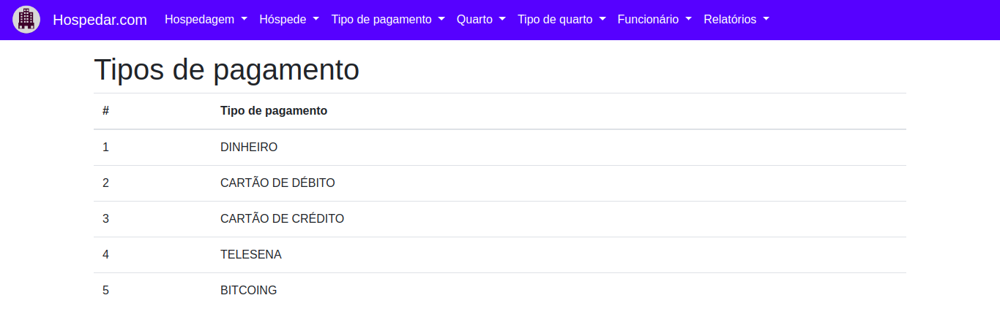 Hospedar.com Hospedagem Hóspede Tipo de pagamento Quarto Tipo de quarto Funcionário Relatórios
Tipos de pagamento
# Tipo de pagamento
1 DINHEIRO
2 CARTÃO DE DÉBITO
3 CARTÃO DE CRÉDITO
4 TELESENA
5 BITCOING